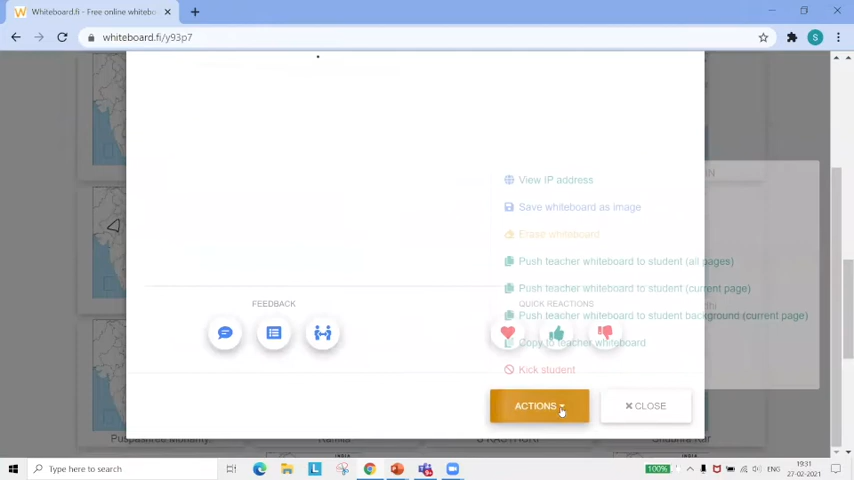 Whiteboard.fi - Free online whitebo
whiteboard.fi/y93p7
View IP address
Save whiteboard as image
Erase whiteboard
Push teacher whiteboard to student (all pages)
Push teacher whiteboard to student (current page)
FEEDBACK
QUICK REACTIONS
Push teacher whiteboard to student background (current page)
Copy to teacher whiteboard
Kick student
ACTIONS
CLOSE
Type here to search
100%
ENG
19:31
27-02-2021